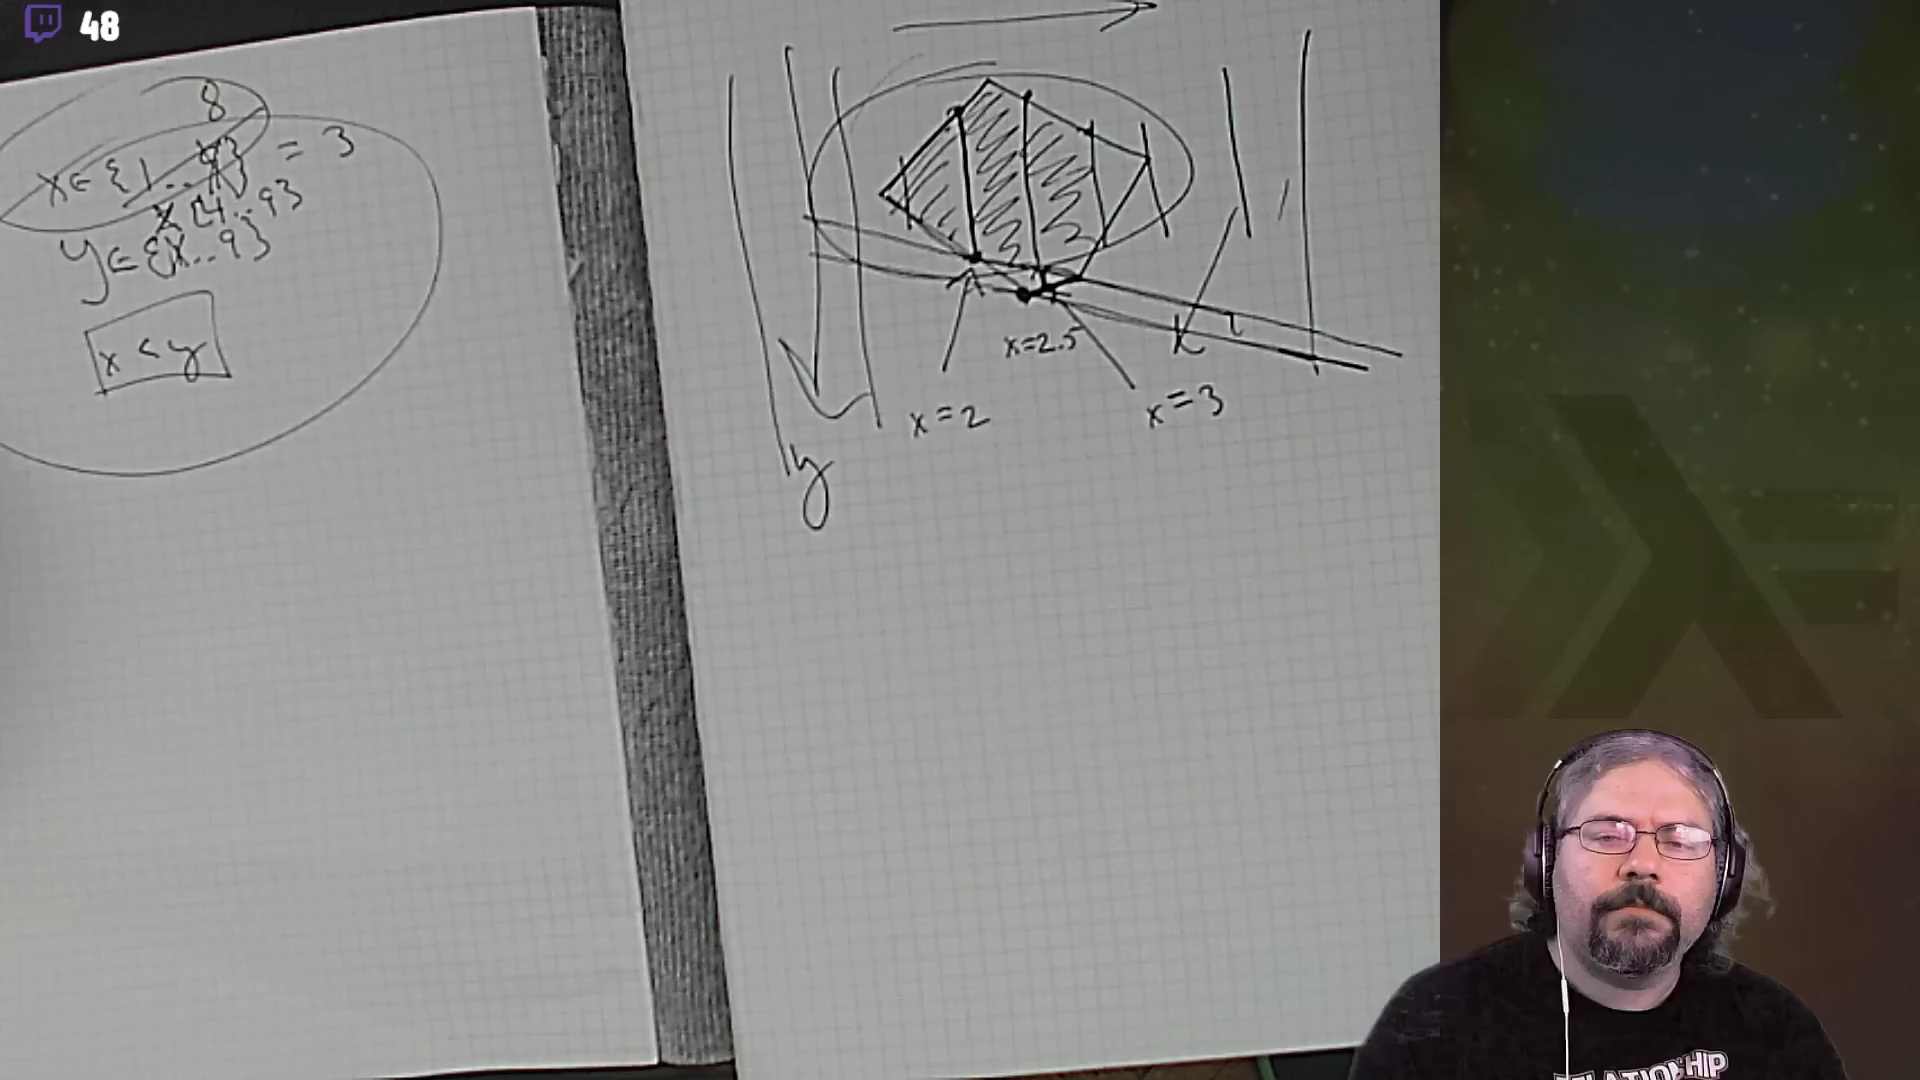 48
8
x ∈ {1..9} = 3
x {4..9}
y ∈ {x..9}
x < y
x=2.5
x=2
x=3
y